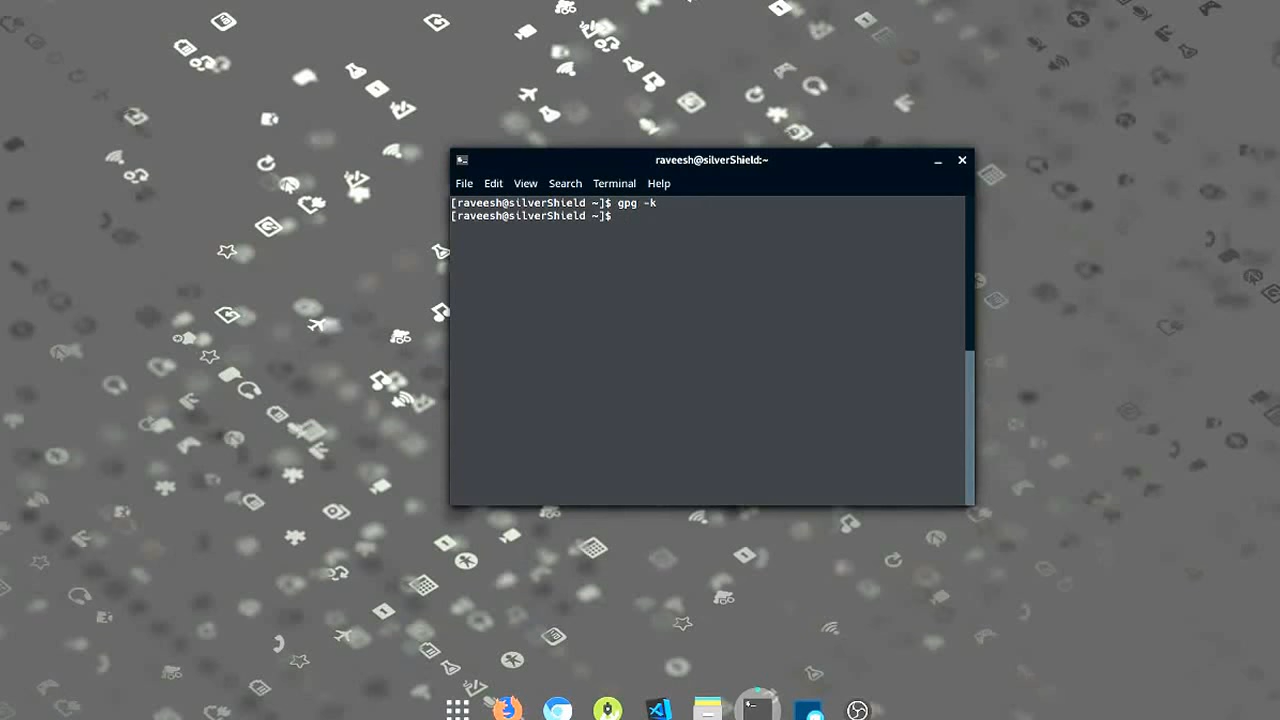 raveesh@silverShield:~
File Edit View Search Terminal Help
[raveesh@silverShield ~]$ gpg -k
[raveesh@silverShield ~]$